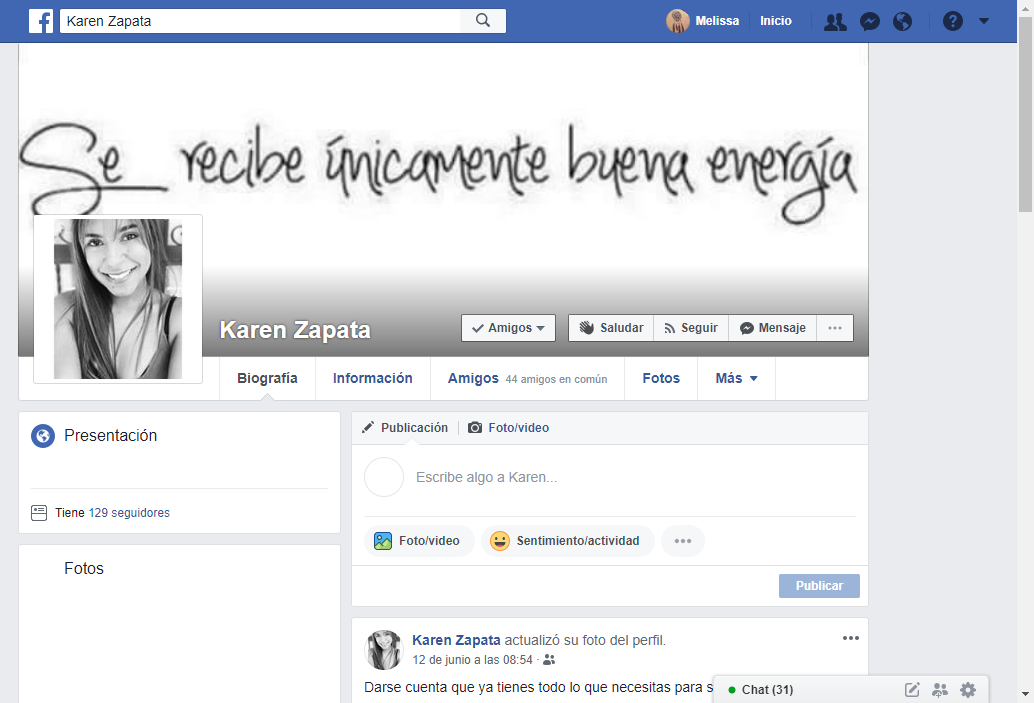 Karen Zapata
Melissa
Inicio
Se recibe únicamente buena energía
Karen Zapata
Amigos
Saludar
Seguir
Mensaje
Biografía
Información
Amigos 44 amigos en común
Fotos
Más
Presentación
Tiene 129 seguidores
Fotos
Publicación
Foto/video
Escribe algo a Karen...
Foto/video
Sentimiento/actividad
Publicar
Karen Zapata actualizó su foto del perfil.
12 de junio a las 08:54 ·
Darse cuenta que ya tienes todo lo que necesitas para s
Chat (31)